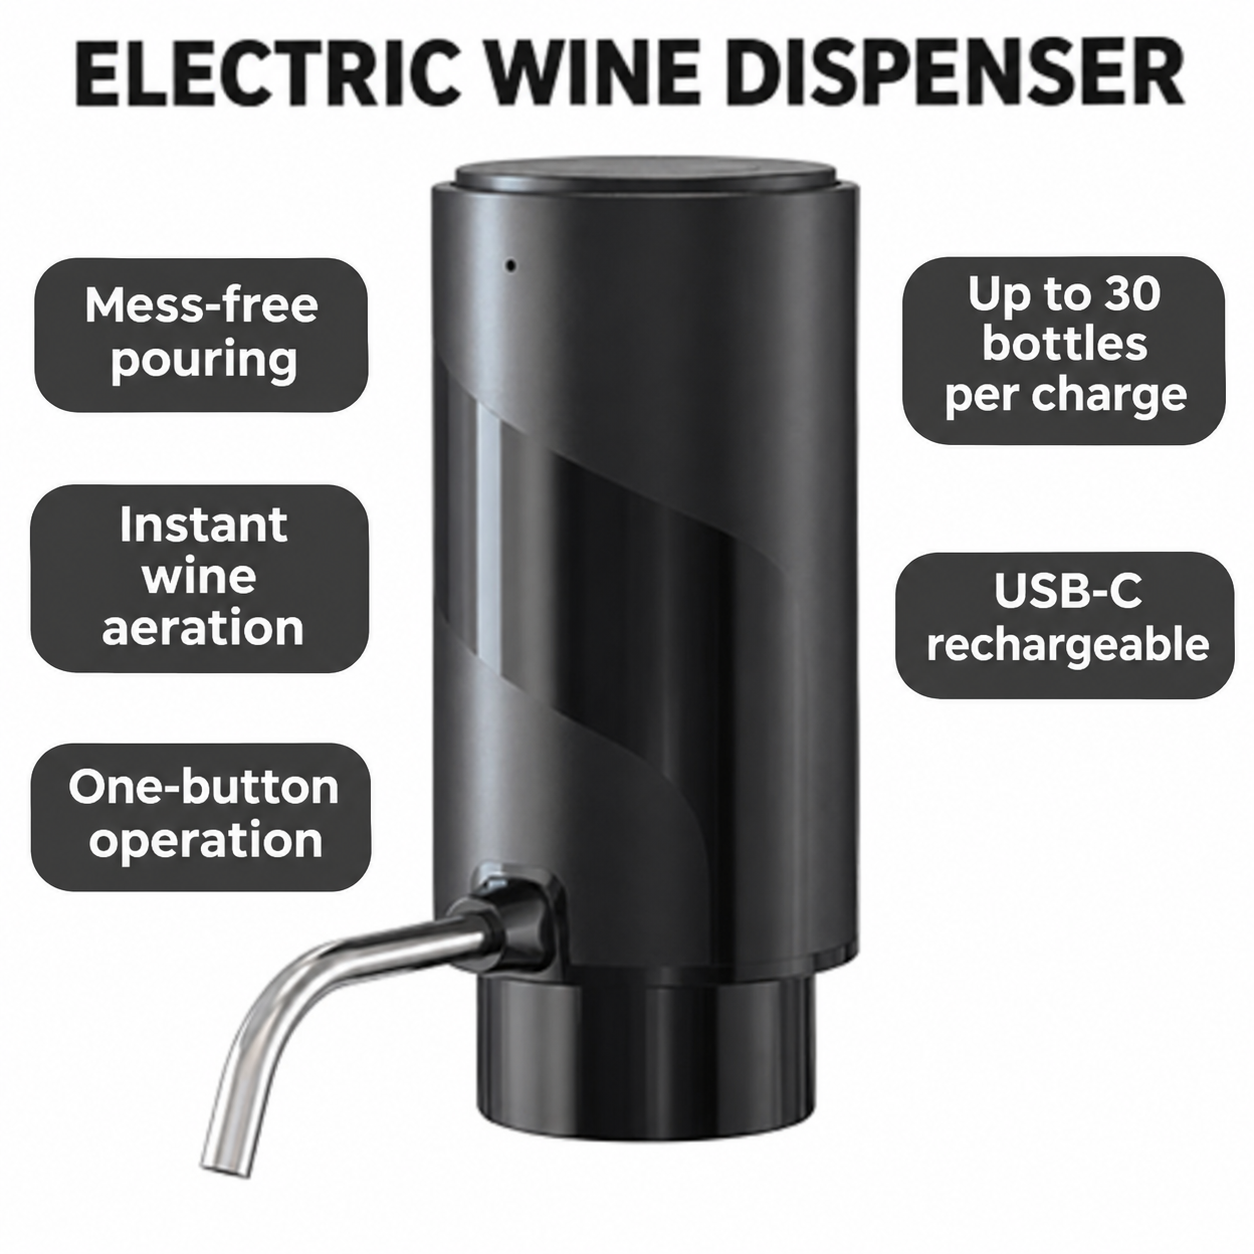 ELECTRIC WINE DISPENSER
Mess-free
pouring
Instant
wine
aeration
One-button
operation
Up to 30
bottles
per charge
USB-C
rechargeable